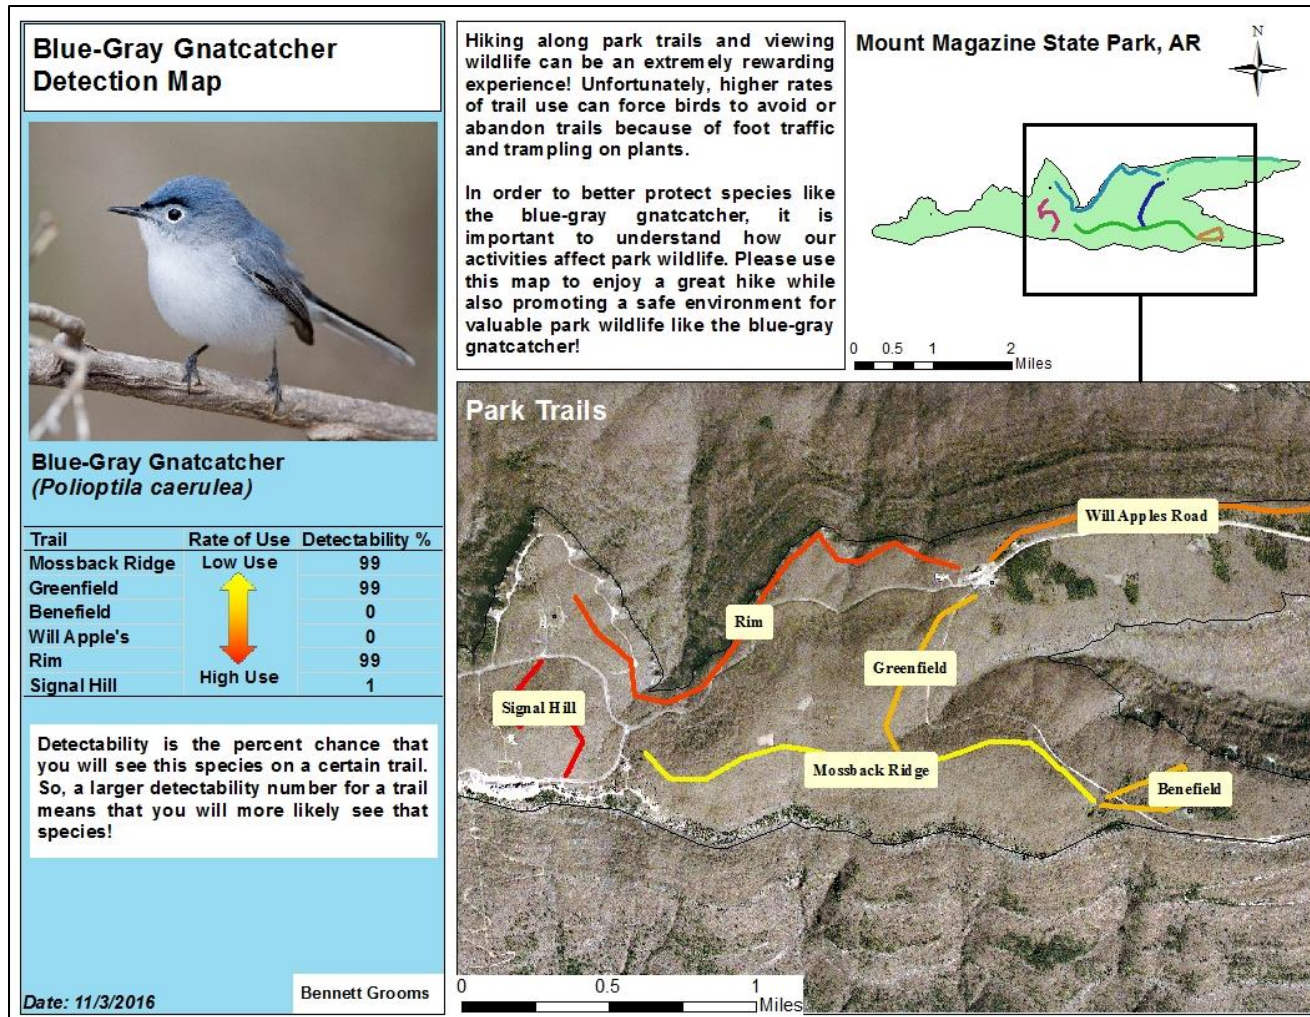 Blue-Gray Gnatcatcher
Detection Map
Blue-Gray Gnatcatcher
(Polioptila caerulea)
Trail Rate of Use Detectability %
Mossback Ridge Low Use 99
Greenfield 99
Benefield 0
Will Apple's 0
Rim 99
Signal Hill High Use 1
Detectability is the percent chance that
you will see this species on a certain trail.
So, a larger detectability number for a trail
means that you will more likely see that
species!
Date: 11/3/2016
Bennett Grooms
Hiking along park trails and viewing
wildlife can be an extremely rewarding
experience! Unfortunately, higher rates
of trail use can force birds to avoid or
abandon trails because of foot traffic
and trampling on plants.
In order to better protect species like
the blue-gray gnatcatcher, it is
important to understand how our
activities affect park wildlife. Please use
this map to enjoy a great hike while
also promoting a safe environment for
valuable park wildlife like the blue-gray
gnatcatcher!
Mount Magazine State Park, AR
N
0 0.5 1 2
Miles
Park Trails
Will Apples Road
Rim
Greenfield
Signal Hill
Mossback Ridge
Benefield
0 0.5 1
Miles